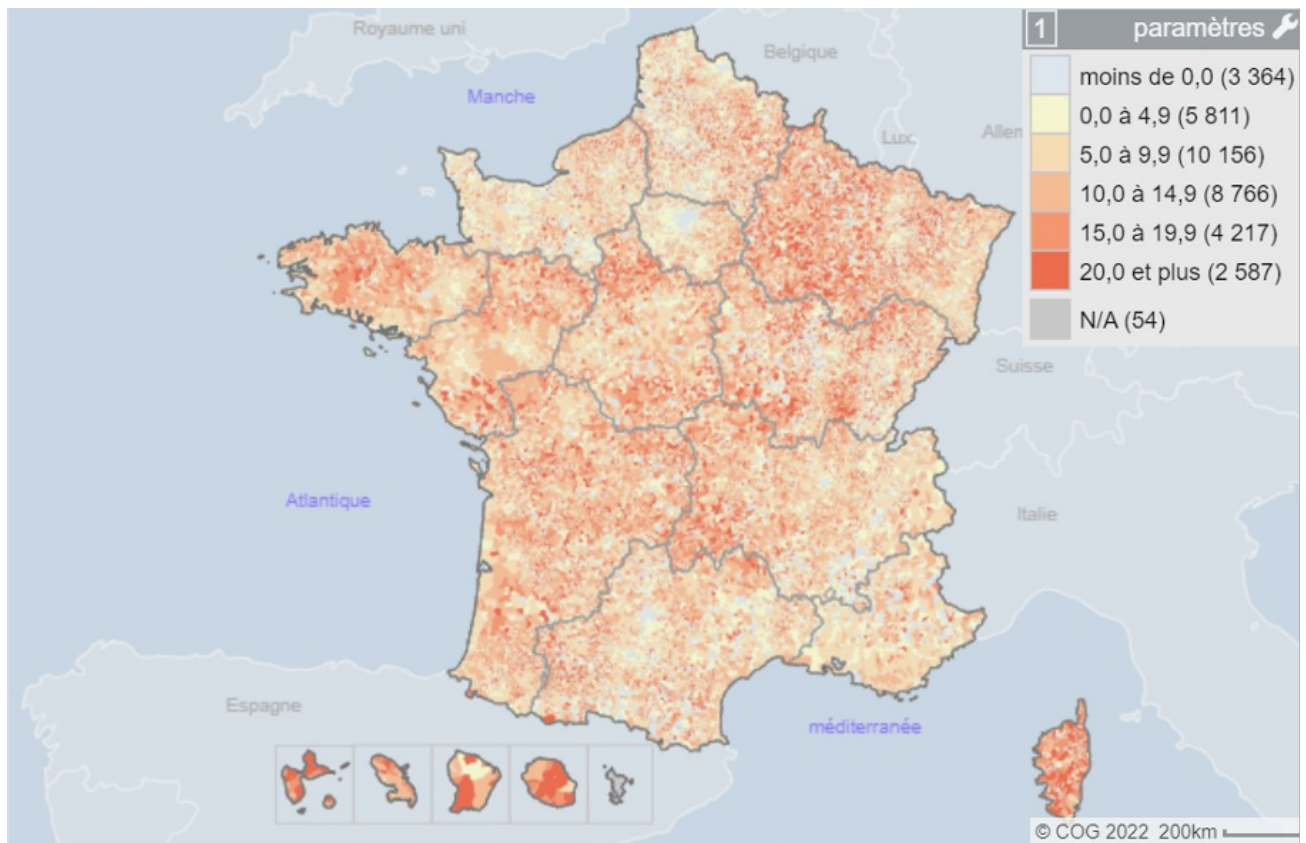 Royaume uni
Belgique
Manche
Lux
Allen
Suisse
Atlantique
Italie
Espagne
méditerranée
1 paramètres
moins de 0,0 (3 364)
0,0 à 4,9 (5 811)
5,0 à 9,9 (10 156)
10,0 à 14,9 (8 766)
15,0 à 19,9 (4 217)
20,0 et plus (2 587)
N/A (54)
© COG 2022 200km